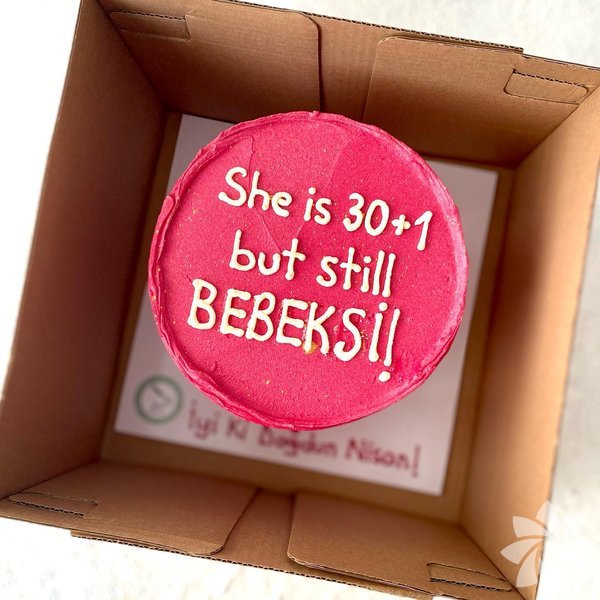 She is 30+1
but still
BEBEKSİ!
İyi Ki Doğdun Nisan!